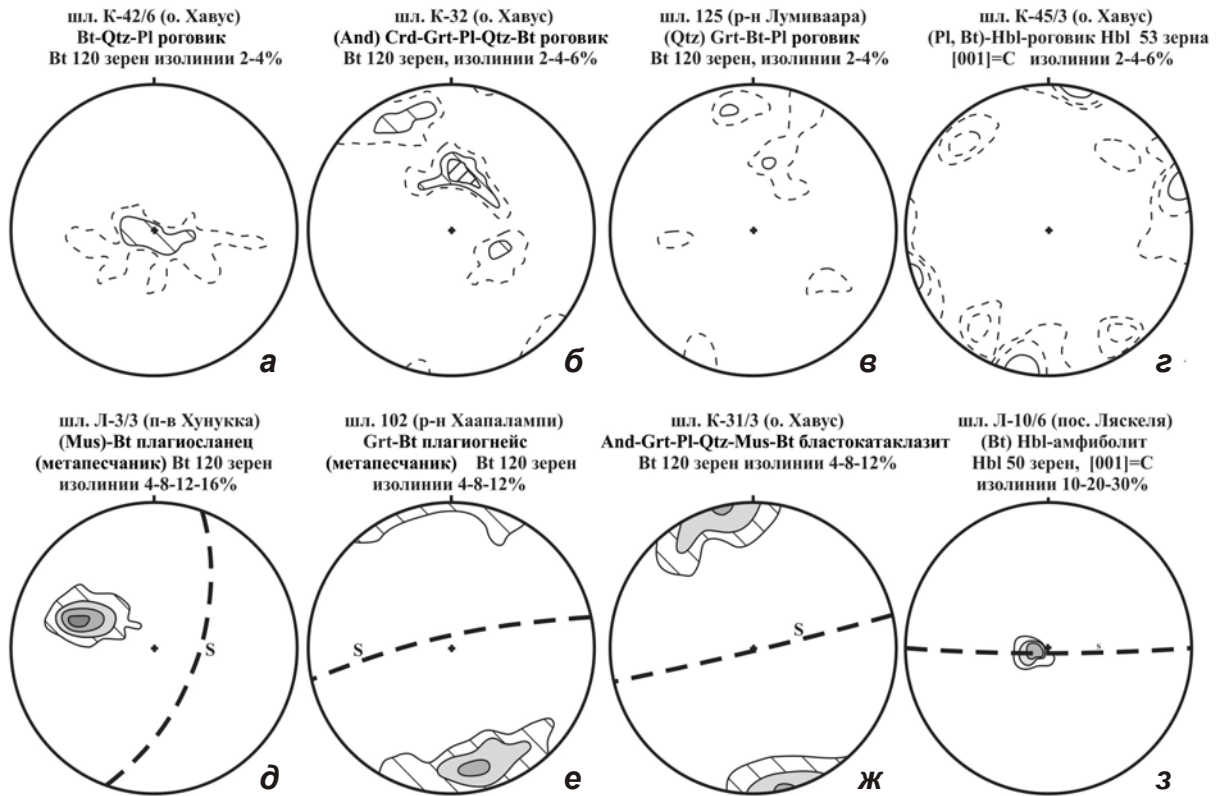 шл. К-42/6 (о. Хавус)
Bt-Qtz-Pl роговик
Bt 120 зерен изолинии 2-4%
а
шл. К-32 (о. Хавус)
(And) Crd-Grt-Pl-Qtz-Bt роговик
Bt 120 зерен, изолинии 2-4-6%
б
шл. 125 (р-н Лумиваара)
(Qtz) Grt-Bt-Pl роговик
Bt 120 зерен, изолинии 2-4%
в
шл. К-45/3 (о. Хавус)
(Pl, Bt)-Hbl-роговик Hbl 53 зерна
[001]=C изолинии 2-4-6%
г
шл. Л-3/3 (п-в Хунукка)
(Mus)-Bt плагиосланец
(метапесчаник) Bt 120 зерен
изолинии 4-8-12-16%
S
д
шл. 102 (р-н Хаапалампи)
Grt-Bt плагиогнейс
(метапесчаник) Bt 120 зерен
изолинии 4-8-12%
S
е
шл. К-31/3 (о. Хавус)
And-Grt-Pl-Qtz-Mus-Bt бластокатаклазит
Bt 120 зерен изолинии 4-8-12%
S
ж
шл. Л-10/6 (пос. Ляскеля)
(Bt) Hbl-амфиболит
Hbl 50 зерен, [001]=C
изолинии 10-20-30%
s
з